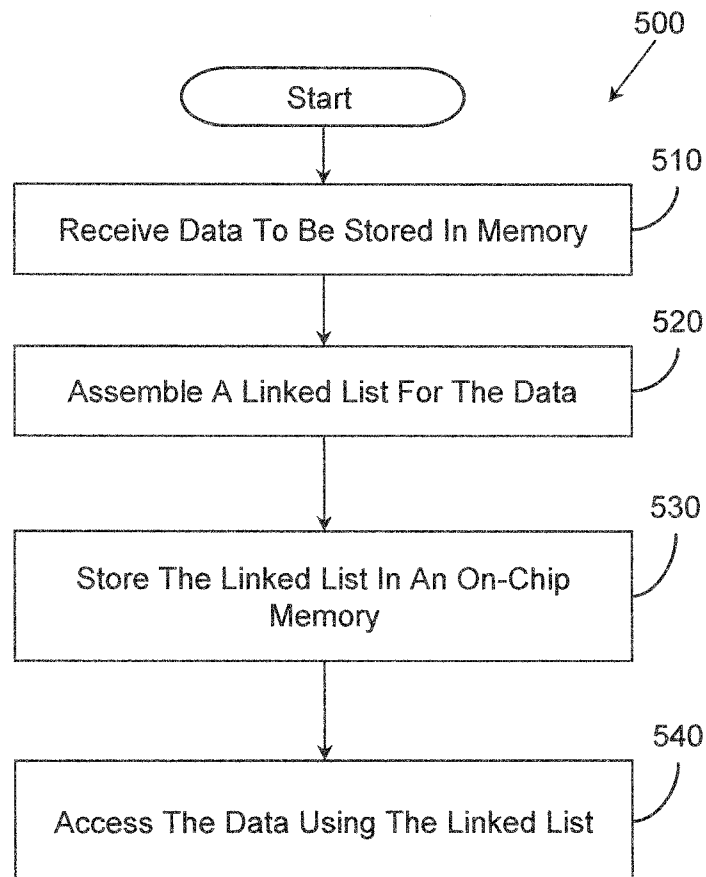 500
Start
510
Receive Data To Be Stored In Memory
520
Assemble A Linked List For The Data
530
Store The Linked List In An On-Chip
Memory
540
Access The Data Using The Linked List